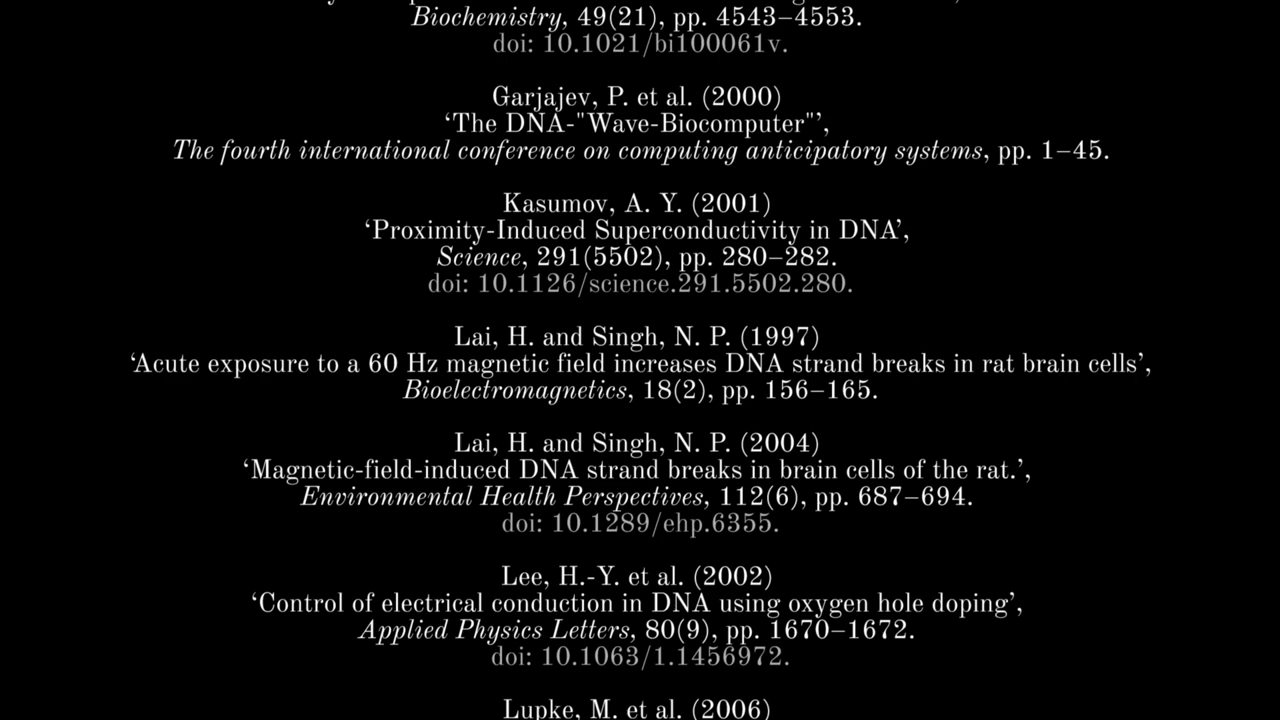 Biochemistry, 49(21), pp. 4543–4553.
doi: 10.1021/bi100061v.
Garjajev, P. et al. (2000)
‘The DNA-"Wave-Biocomputer"’,
The fourth international conference on computing anticipatory systems, pp. 1–45.
Kasumov, A. Y. (2001)
‘Proximity-Induced Superconductivity in DNA’,
Science, 291(5502), pp. 280–282.
doi: 10.1126/science.291.5502.280.
Lai, H. and Singh, N. P. (1997)
‘Acute exposure to a 60 Hz magnetic field increases DNA strand breaks in rat brain cells’,
Bioelectromagnetics, 18(2), pp. 156–165.
Lai, H. and Singh, N. P. (2004)
‘Magnetic-field-induced DNA strand breaks in brain cells of the rat.’,
Environmental Health Perspectives, 112(6), pp. 687–694.
doi: 10.1289/ehp.6355.
Lee, H.-Y. et al. (2002)
‘Control of electrical conduction in DNA using oxygen hole doping’,
Applied Physics Letters, 80(9), pp. 1670–1672.
doi: 10.1063/1.1456972.
Lupke, M. et al. (2006)